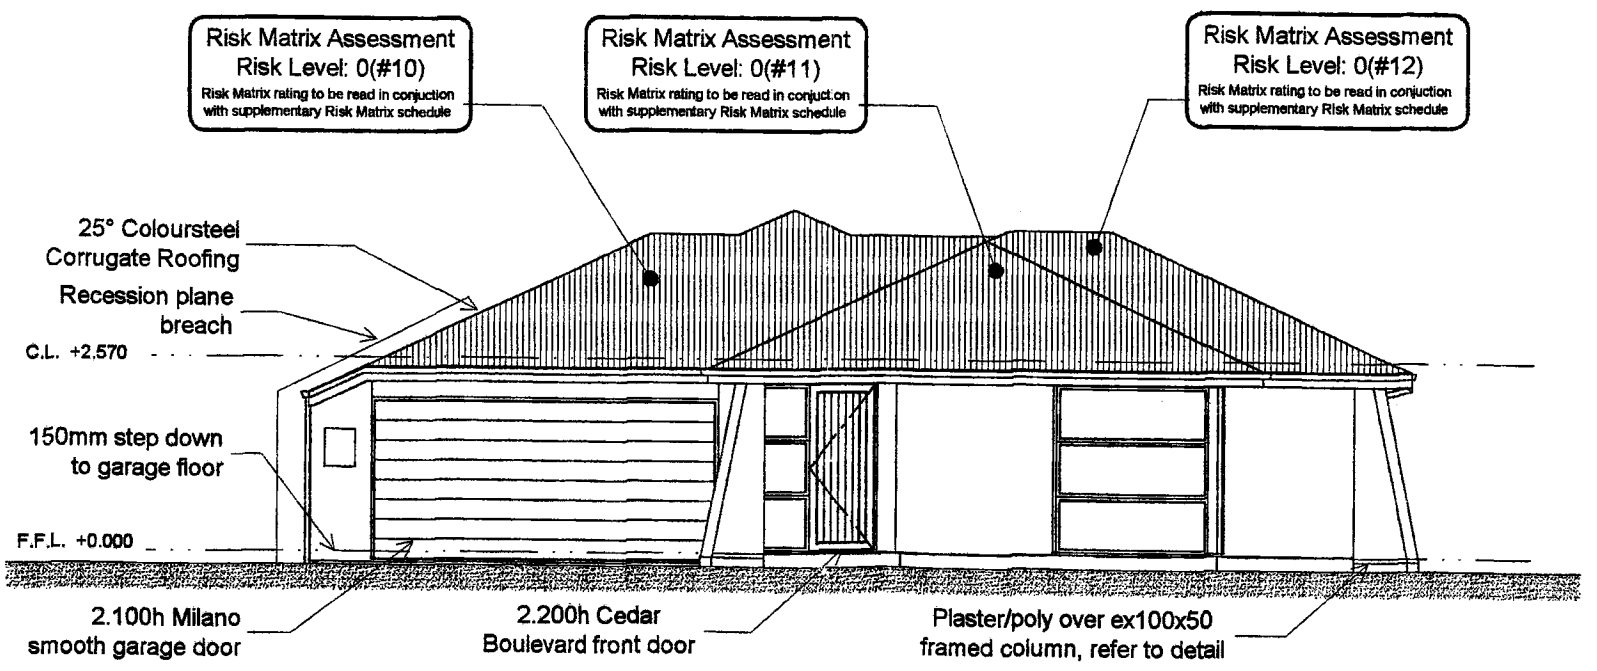 Risk Matrix Assessment
Risk Level: 0(#10)
Risk Matrix rating to be read in conjuction
with supplementary Risk Matrix schedule
Risk Matrix Assessment
Risk Level: 0(#11)
Risk Matrix rating to be read in conjuction
with supplementary Risk Matrix schedule
Risk Matrix Assessment
Risk Level: 0(#12)
Risk Matrix rating to be read in conjuction
with supplementary Risk Matrix schedule
25° Coloursteel
Corrugate Roofing
Recession plane
breach
C.L. +2.570
150mm step down
to garage floor
F.F.L. +0.000
2.100h Milano
smooth garage door
2.200h Cedar
Boulevard front door
Plaster/poly over ex100x50
framed column, refer to detail